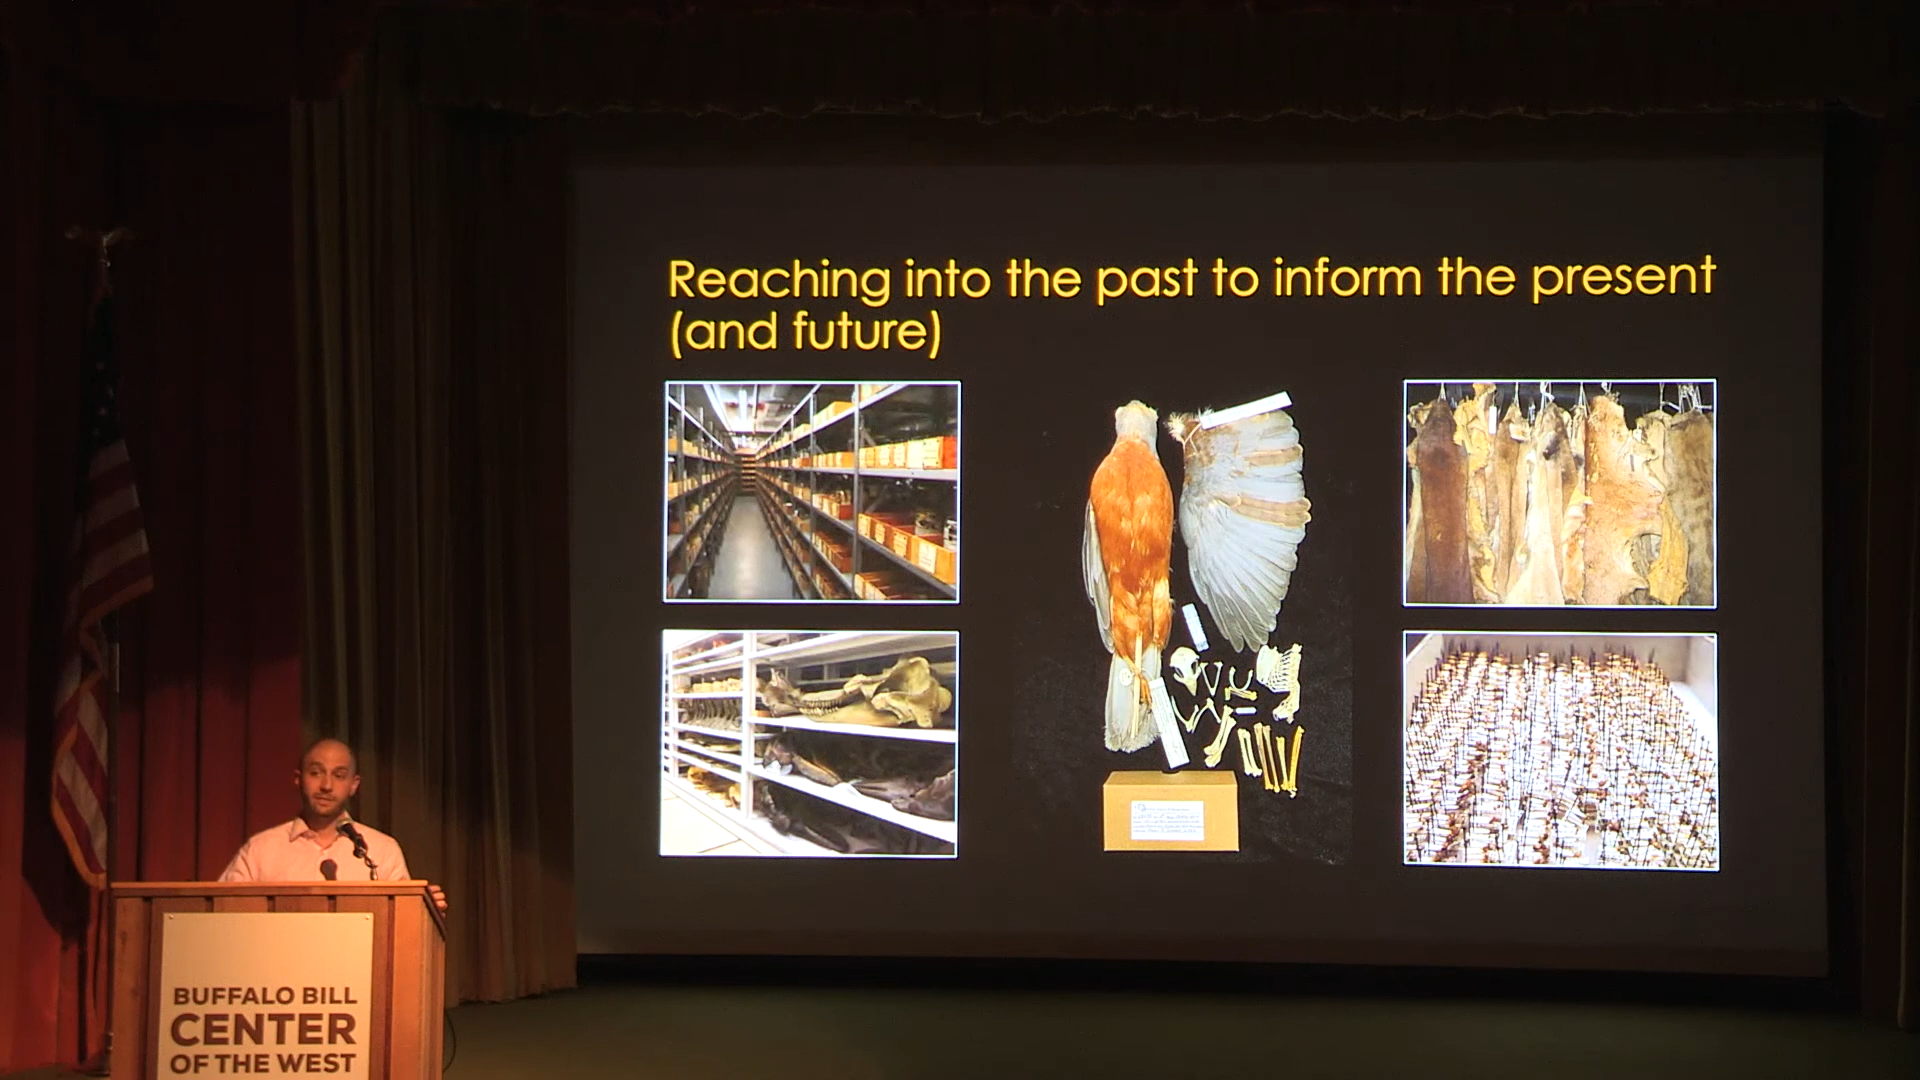 Reaching into the past to inform the present
(and future)
BUFFALO BILL
CENTER
OF THE WEST